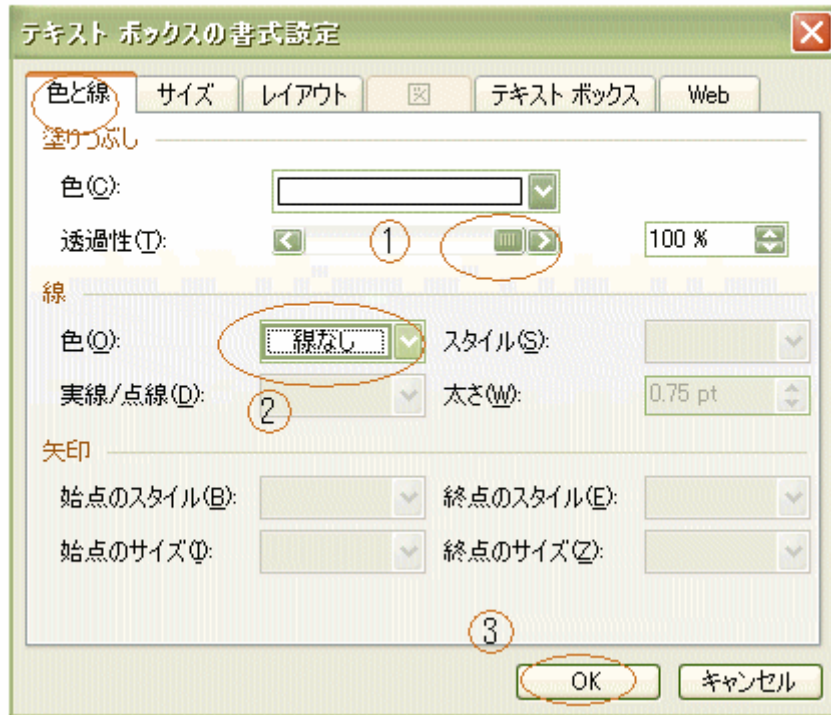 テキスト ボックスの書式設定
色と線 サイズ レイアウト 図 テキスト ボックス Web
塗りつぶし
色(C):
透過性(T): ① 100 %
線
色(O): 線なし スタイル(S):
実線/点線(D): ② 太さ(W): 0.75 pt
矢印
始点のスタイル(B): 終点のスタイル(E):
始点のサイズ(I): 終点のサイズ(Z):
③
OK キャンセル